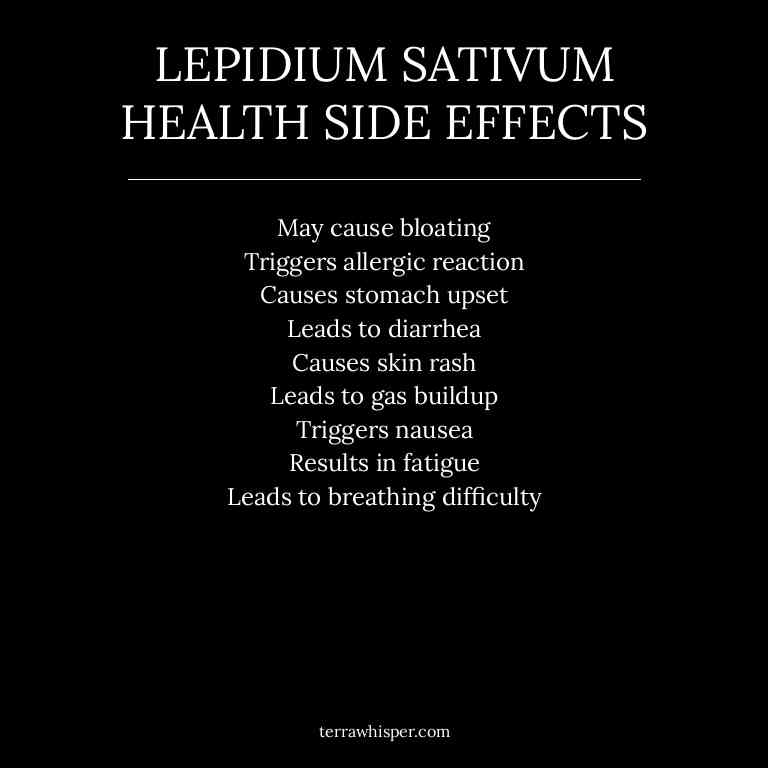 LEPIDIUM SATIVUM
HEALTH SIDE EFFECTS
May cause bloating
Triggers allergic reaction
Causes stomach upset
Leads to diarrhea
Causes skin rash
Leads to gas buildup
Triggers nausea
Results in fatigue
Leads to breathing difficulty
terrawhisper.com